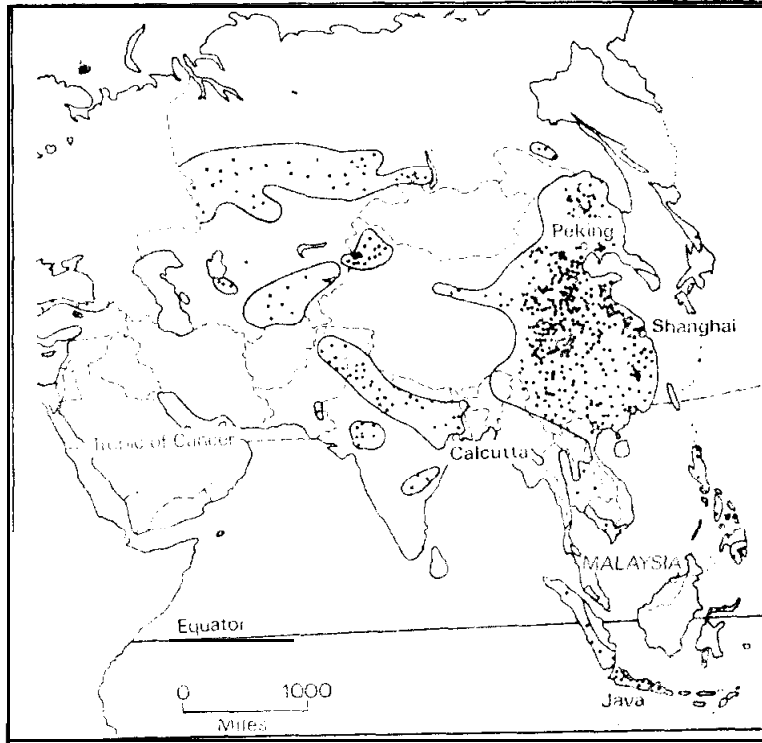 Peking
Shanghai
Tropic of Cancer
Calcutta
MALAYSIA
Equator
0 1000
Miles
Java